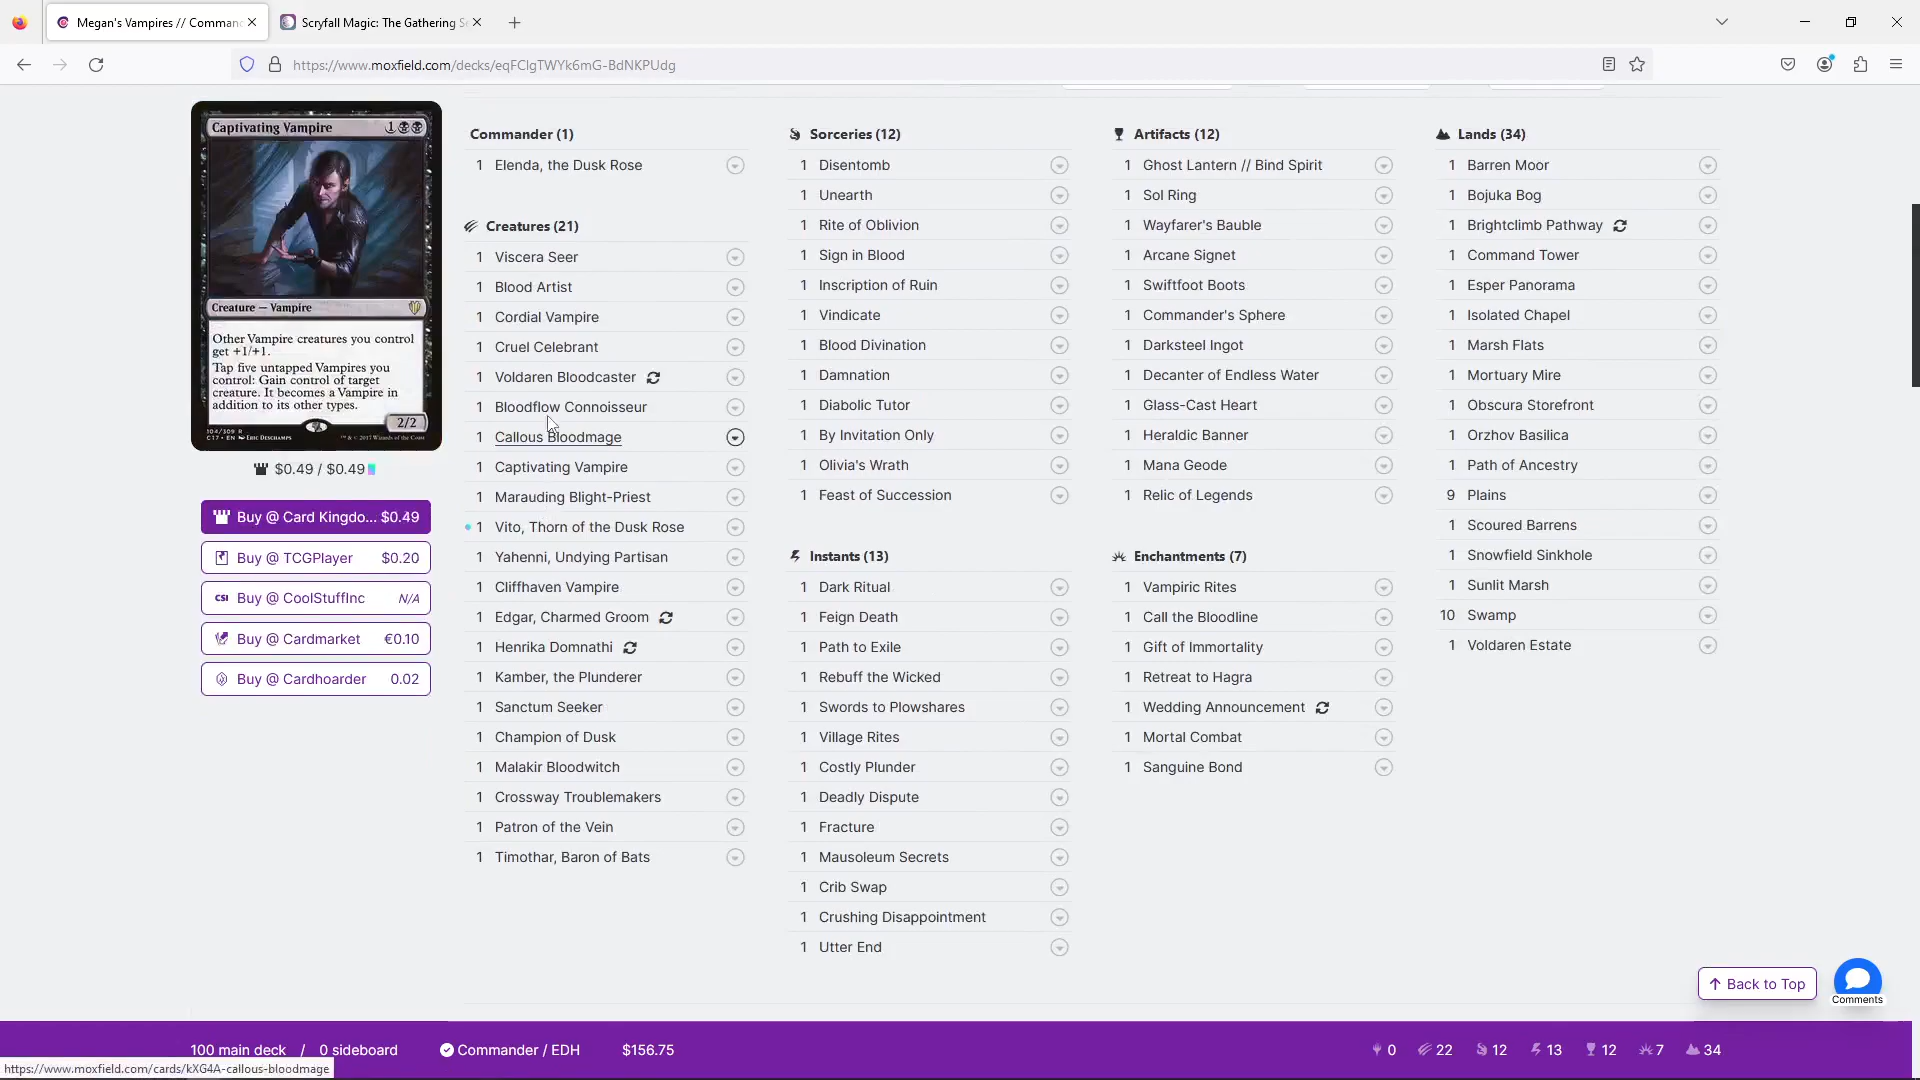 Megan's Vampires // Comman
Scryfall Magic: The Gathering S
https://www.moxfield.com/decks/eqFClgTWYk6mG-BdNKPUdg
Captivating Vampire 1
Creature — Vampire
Other Vampire creatures you control
get +1/+1.
Tap five untapped Vampires you
control: Gain control of target
creature. It becomes a Vampire in
addition to its other types.
2/2
104/309 R
C17 • EN ERIC DESCHAMPS
™ & © 2017 Wizards of the Coast
$0.49 / $0.49
Buy @ Card Kingdo... $0.49
Buy @ TCGPlayer $0.20
CSI Buy @ CoolStuffInc N/A
Buy @ Cardmarket €0.10
Buy @ Cardhoarder 0.02
Commander (1)
1 Elenda, the Dusk Rose
Creatures (21)
1 Viscera Seer
1 Blood Artist
1 Cordial Vampire
1 Cruel Celebrant
1 Voldaren Bloodcaster
1 Bloodflow Connoisseur
1 Callous Bloodmage
1 Captivating Vampire
1 Marauding Blight-Priest
1 Vito, Thorn of the Dusk Rose
1 Yahenni, Undying Partisan
1 Cliffhaven Vampire
1 Edgar, Charmed Groom
1 Henrika Domnathi
1 Kamber, the Plunderer
1 Sanctum Seeker
1 Champion of Dusk
1 Malakir Bloodwitch
1 Crossway Troublemakers
1 Patron of the Vein
1 Timothar, Baron of Bats
Sorceries (12)
1 Disentomb
1 Unearth
1 Rite of Oblivion
1 Sign in Blood
1 Inscription of Ruin
1 Vindicate
1 Blood Divination
1 Damnation
1 Diabolic Tutor
1 By Invitation Only
1 Olivia's Wrath
1 Feast of Succession
Instants (13)
1 Dark Ritual
1 Feign Death
1 Path to Exile
1 Rebuff the Wicked
1 Swords to Plowshares
1 Village Rites
1 Costly Plunder
1 Deadly Dispute
1 Fracture
1 Mausoleum Secrets
1 Crib Swap
1 Crushing Disappointment
1 Utter End
Artifacts (12)
1 Ghost Lantern // Bind Spirit
1 Sol Ring
1 Wayfarer's Bauble
1 Arcane Signet
1 Swiftfoot Boots
1 Commander's Sphere
1 Darksteel Ingot
1 Decanter of Endless Water
1 Glass-Cast Heart
1 Heraldic Banner
1 Mana Geode
1 Relic of Legends
Enchantments (7)
1 Vampiric Rites
1 Call the Bloodline
1 Gift of Immortality
1 Retreat to Hagra
1 Wedding Announcement
1 Mortal Combat
1 Sanguine Bond
Lands (34)
1 Barren Moor
1 Bojuka Bog
1 Brightclimb Pathway
1 Command Tower
1 Esper Panorama
1 Isolated Chapel
1 Marsh Flats
1 Mortuary Mire
1 Obscura Storefront
1 Orzhov Basilica
1 Path of Ancestry
9 Plains
1 Scoured Barrens
1 Snowfield Sinkhole
1 Sunlit Marsh
10 Swamp
1 Voldaren Estate
Back to Top
Comments
100 main deck / 0 sideboard
Commander / EDH
$156.75
0 22 12 13 12 7 34
https://www.moxfield.com/cards/kXG4A-callous-bloodmage